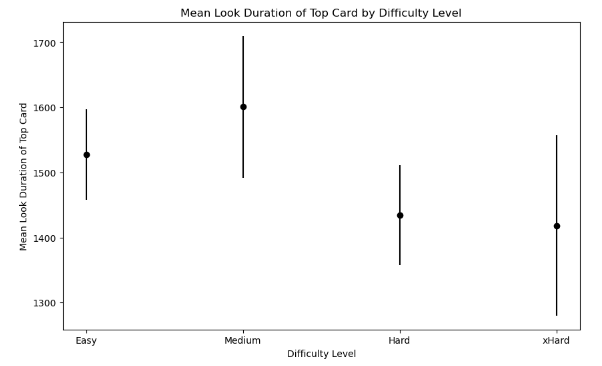 Mean Look Duration of Top Card by Difficulty Level
Mean Look Duration of Top Card
1700
1600
1500
1400
1300
Easy
Medium
Hard
xHard
Difficulty Level